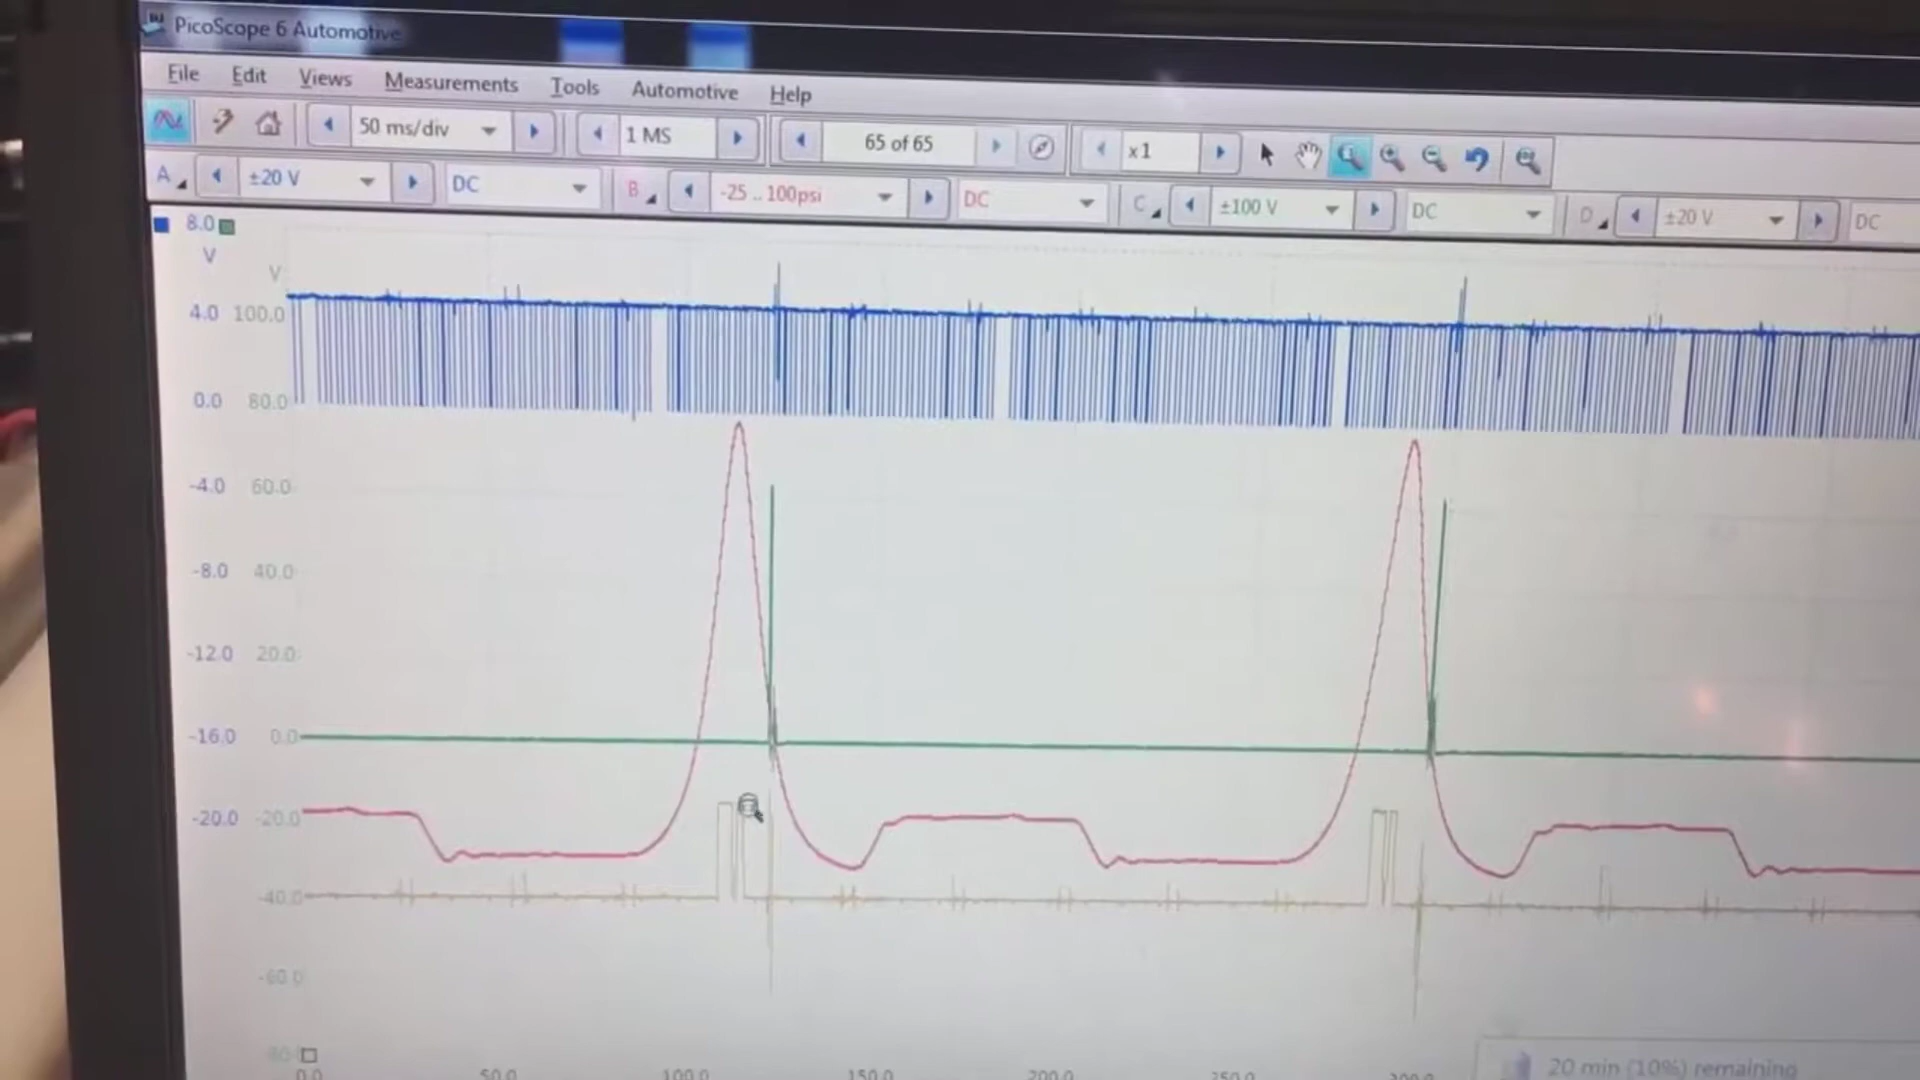 PicoScope 6 Automotive
File Edit Views Measurements Tools Automotive Help
50 ms/div 1 MS 65 of 65 x1
A ±20 V DC B -25 .. 100psi DC C ±100 V DC D ±20 V DC
8.0
V V
4.0 100.0
0.0 80.0
-4.0 60.0
-8.0 40.0
-12.0 20.0
-16.0 0.0
-20.0 -20.0
-40.0
-60.0
0.0 50.0 100.0 150.0 200.0 250.0 300.0
20 min (10%) remaining